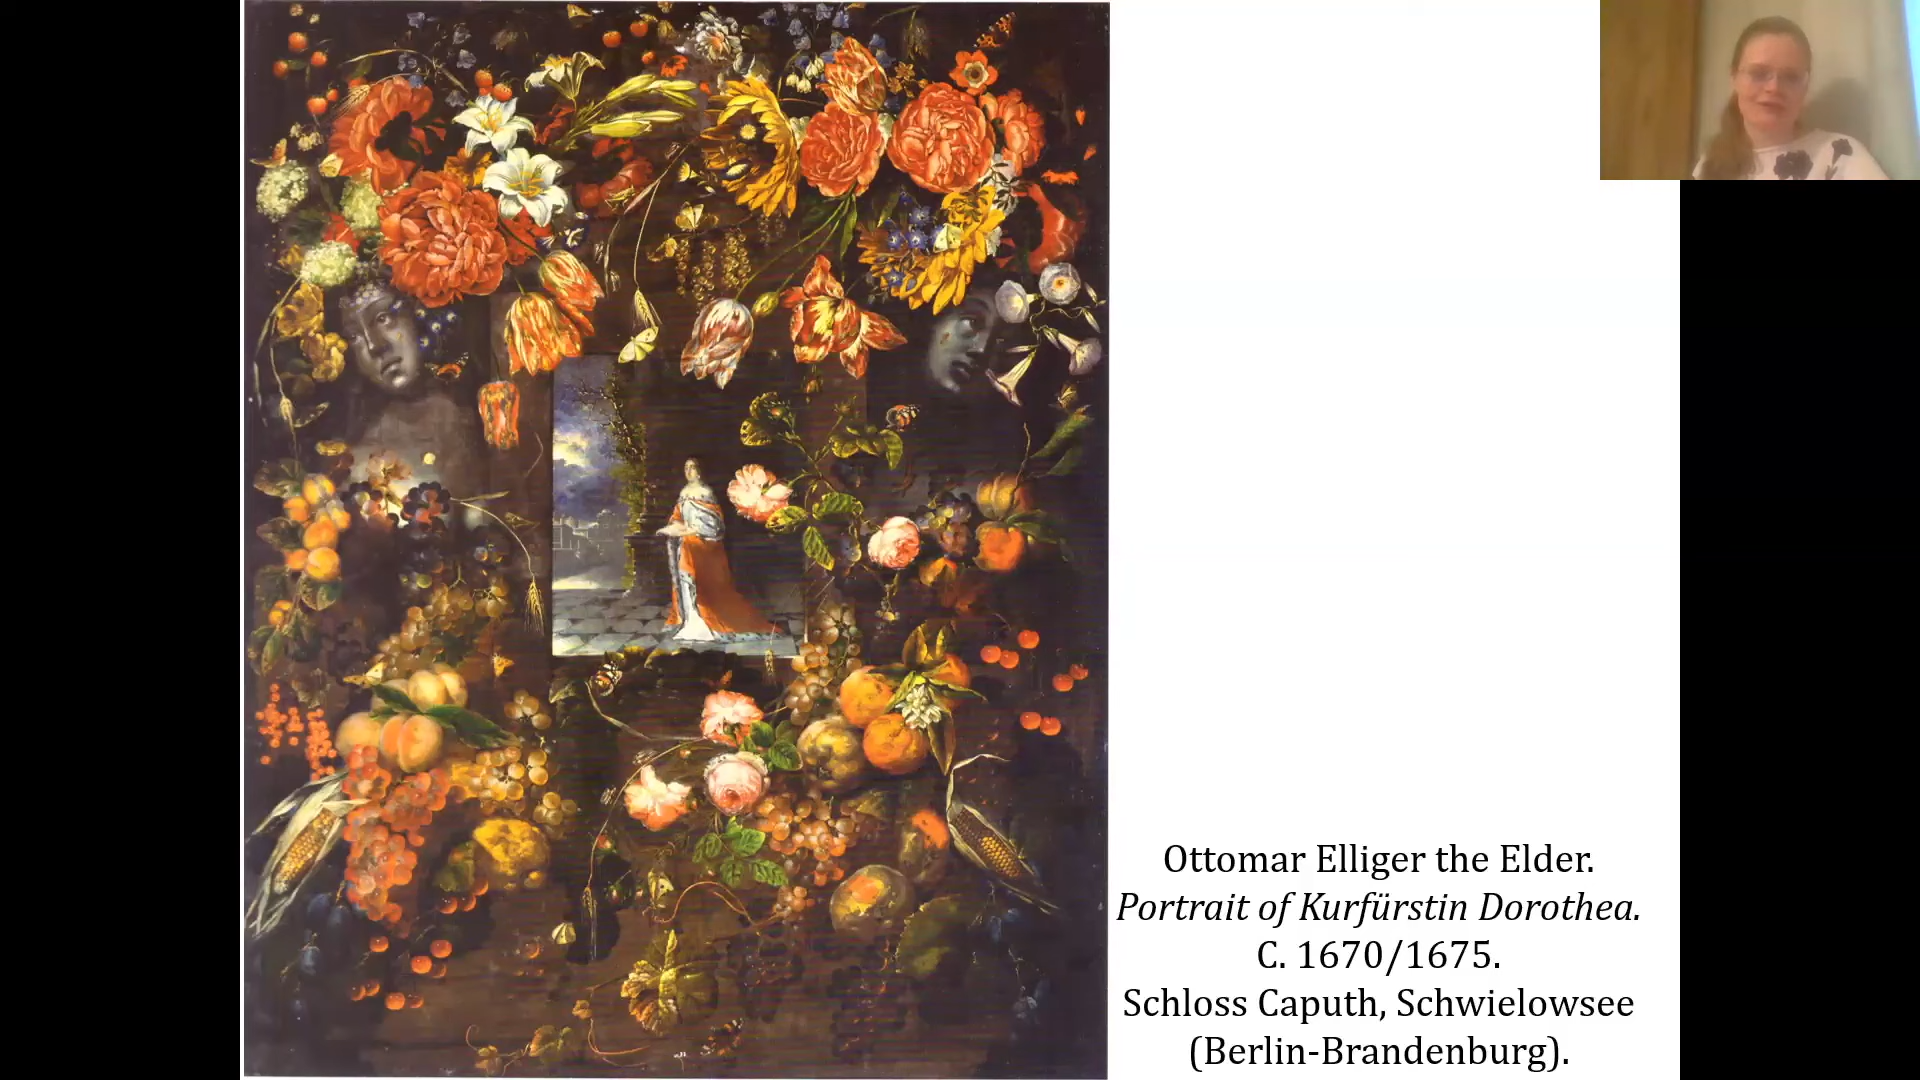 Ottomar Elliger the Elder.
Portrait of Kurfürstin Dorothea.
C. 1670/1675.
Schloss Caputh, Schwielowsee
(Berlin-Brandenburg).